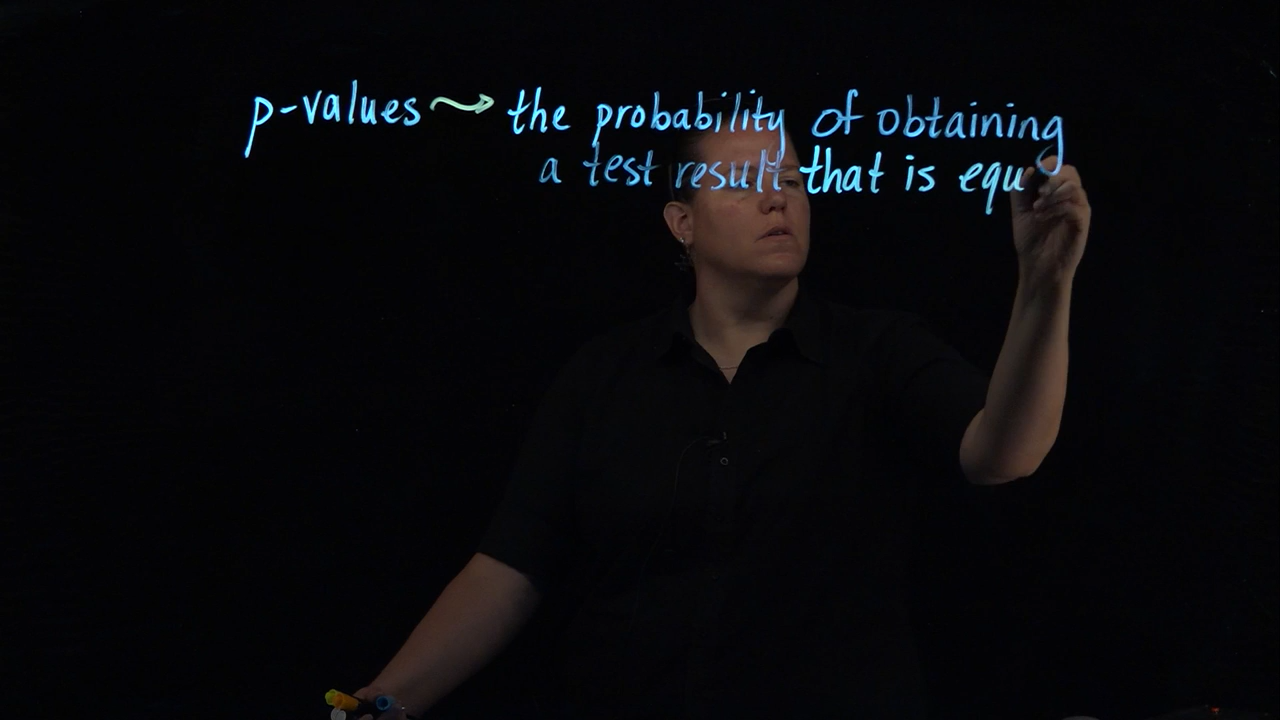 p-values → the probability of obtaining
a test result that is equ